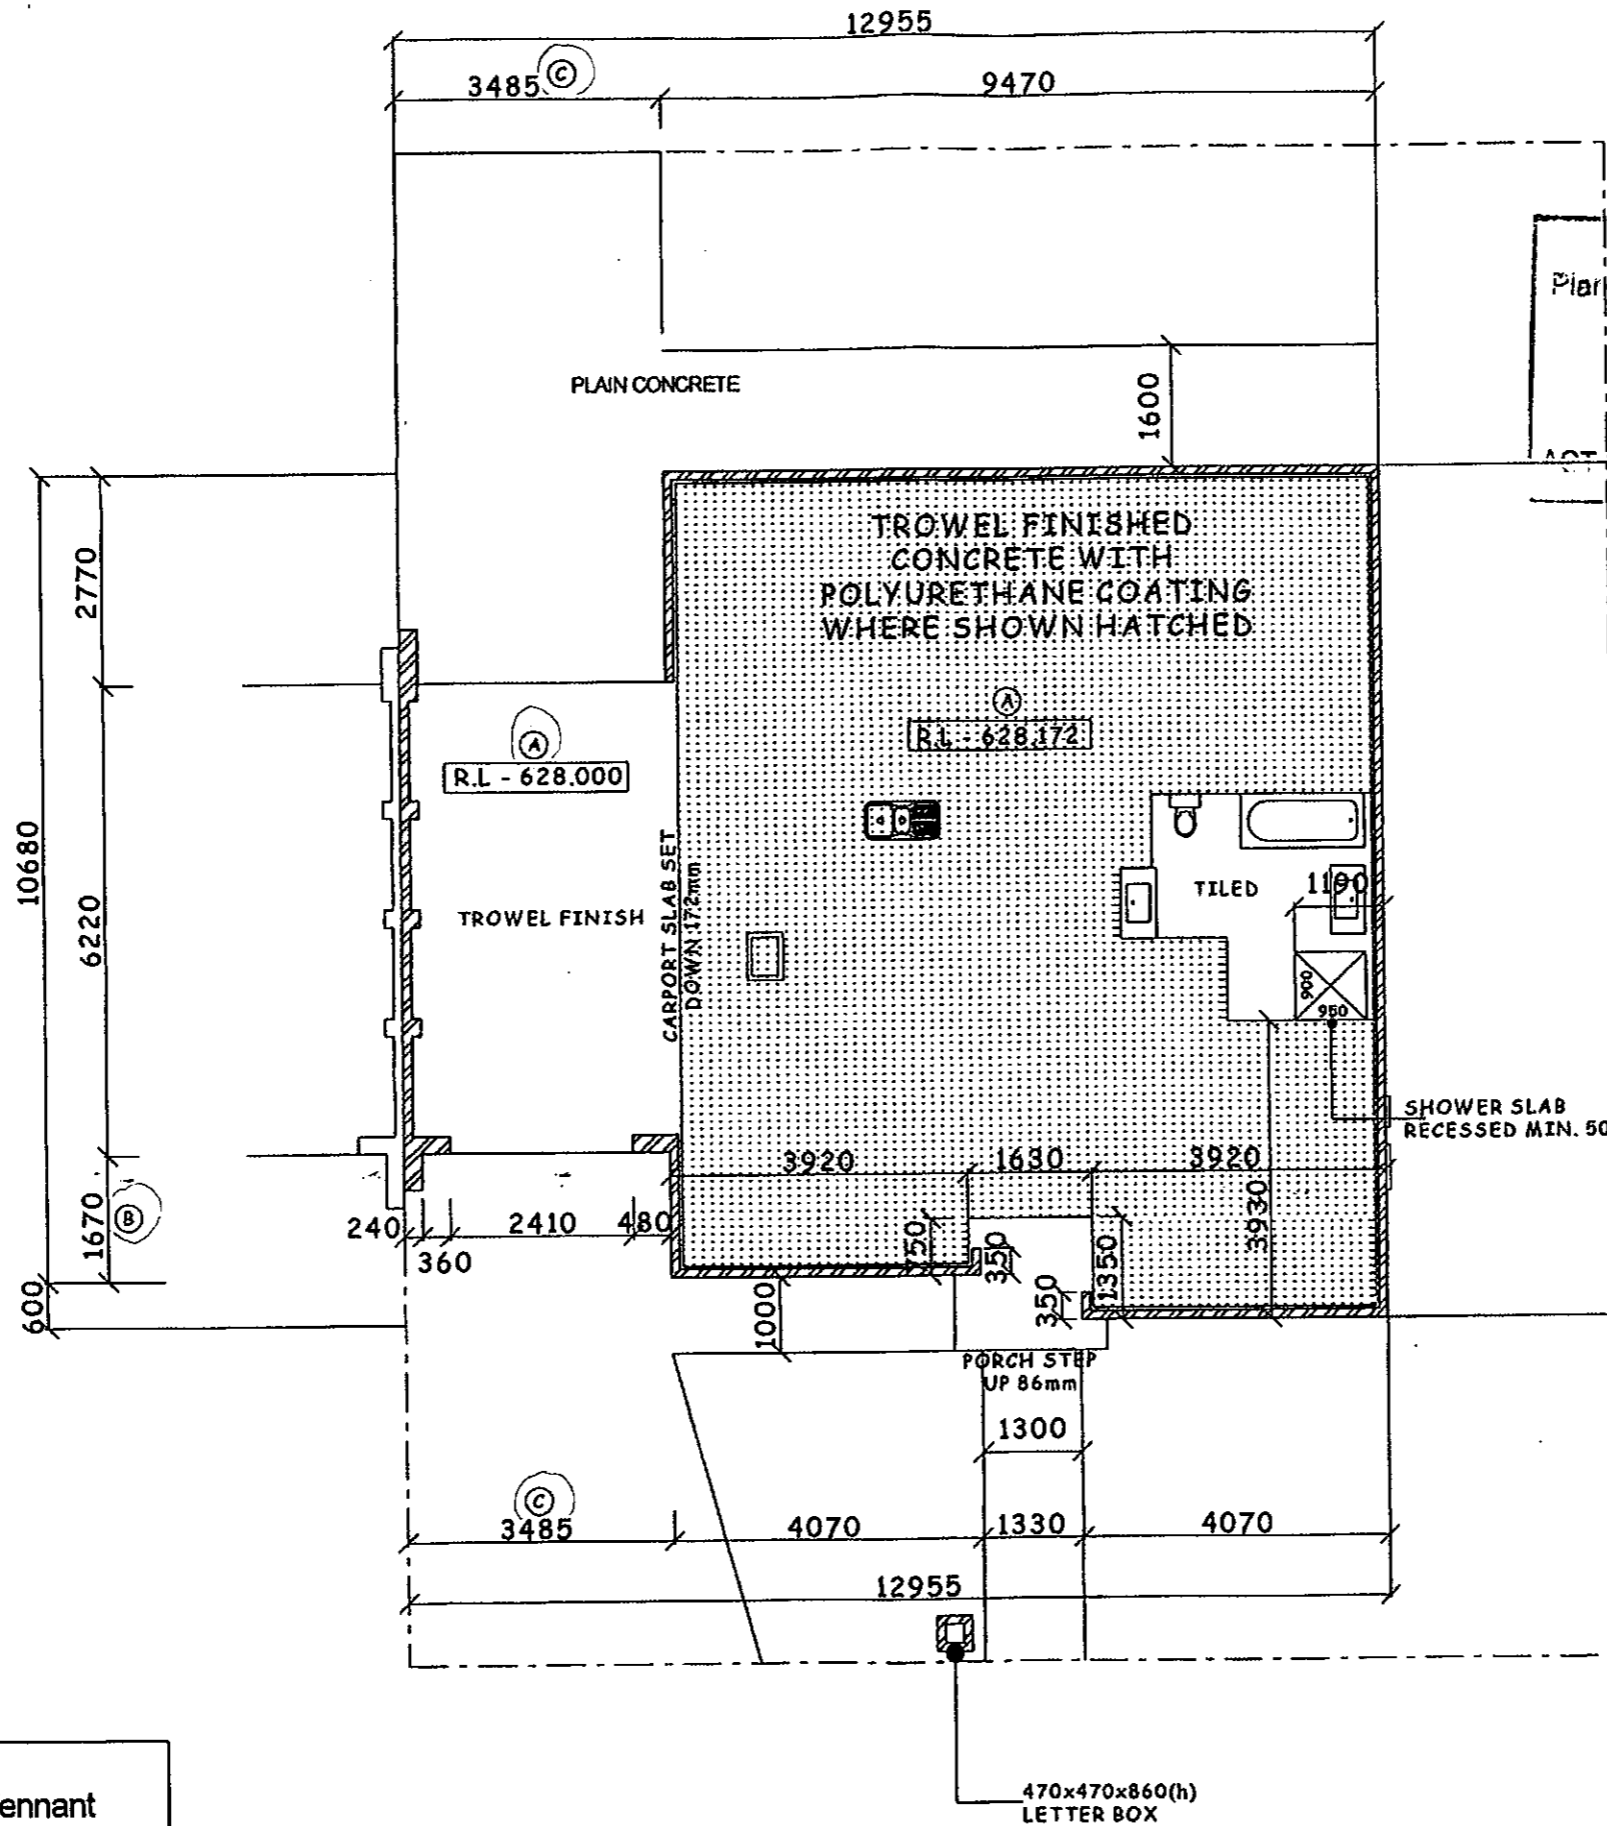 12955
3485 C
9470
Plan
PLAIN CONCRETE
1600
TROWEL FINISHED
CONCRETE WITH
POLYURETHANE COATING
WHERE SHOWN HATCHED
2770
A
R.L - 628.172
A
R.L - 628.000
10680
6220
CARPORT SLAB SET
DOWN 172mm
TROWEL FINISH
TILED
1190
900
950
SHOWER SLAB
RECESSED MIN. 50
3920
1630
3920
3930
1670
B
240
360
2410
480
750
350
1350
350
600
1000
PORCH STEP
UP 86mm
1300
C
3485
4070
1330
4070
12955
470x470x860(h)
LETTER BOX
ennant